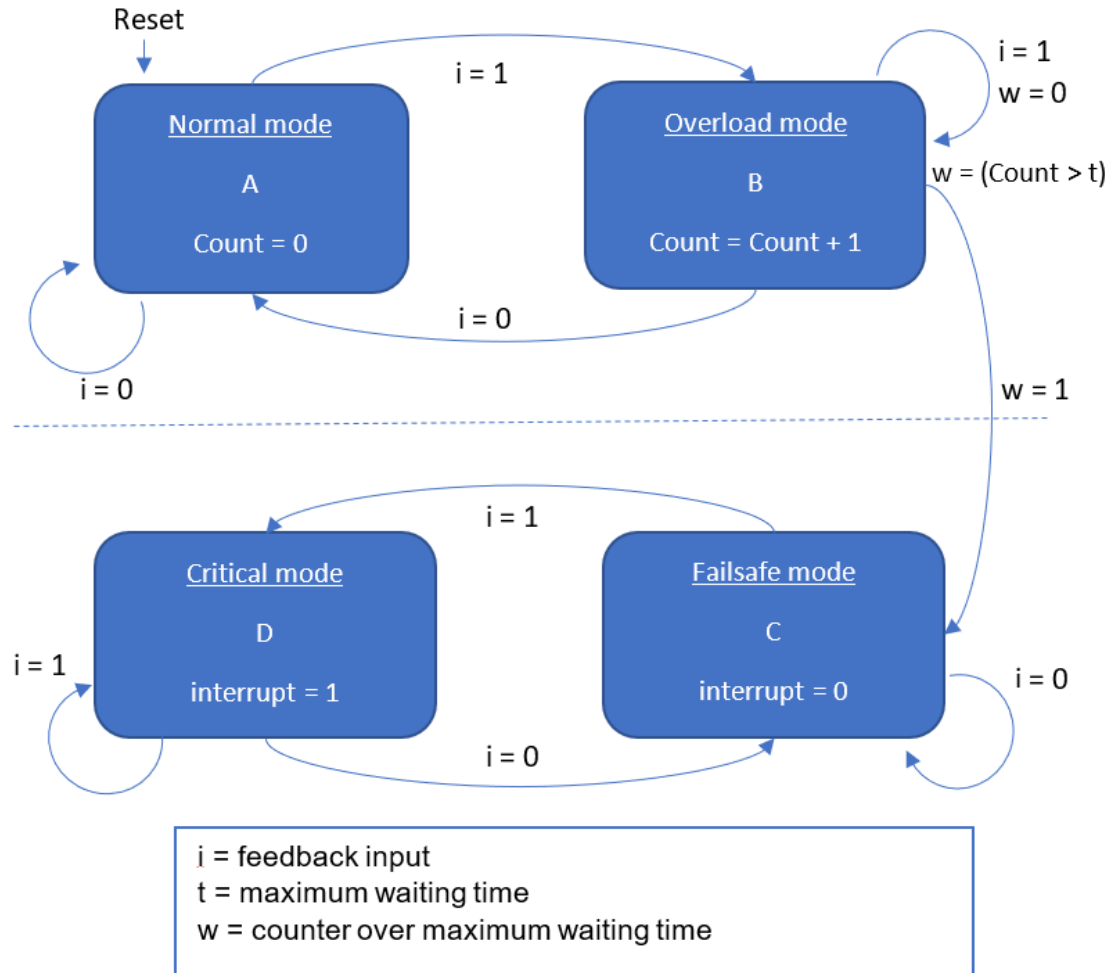 Reset
i = 1
i = 1
w = 0
Normal mode
A
Count = 0
Overload mode
B
Count = Count + 1
w = (Count > t)
i = 0
i = 0
w = 1
i = 1
Critical mode
D
interrupt = 1
Failsafe mode
C
interrupt = 0
i = 1
i = 0
i = 0
i = feedback input
t = maximum waiting time
w = counter over maximum waiting time